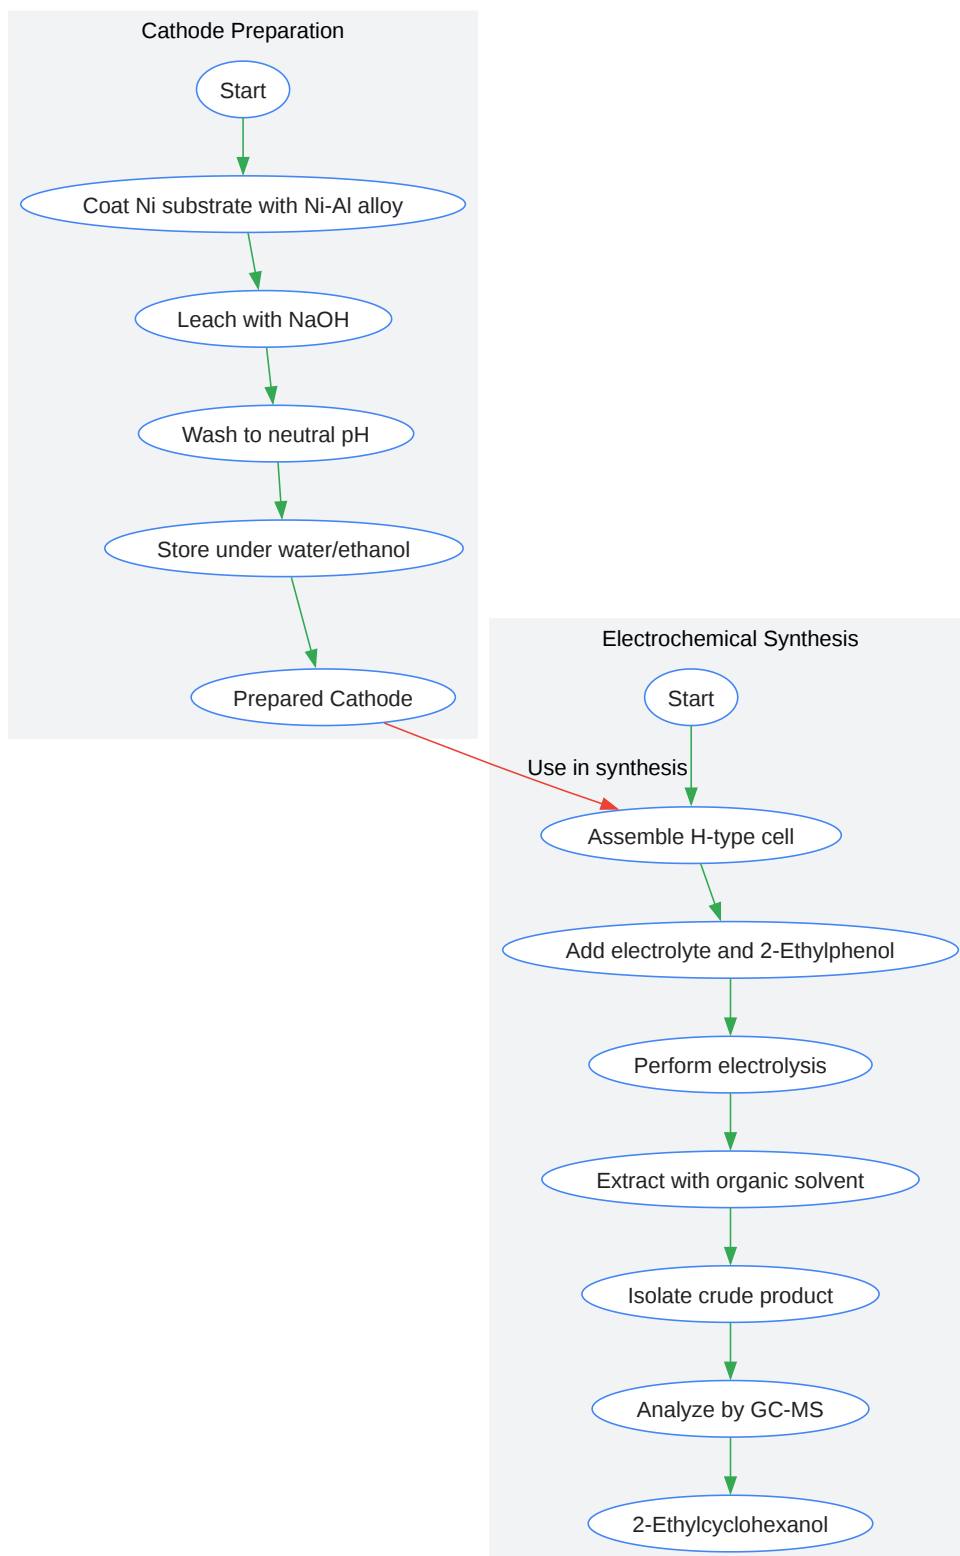 Cathode Preparation
Start
Coat Ni substrate with Ni-Al alloy
Leach with NaOH
Wash to neutral pH
Store under water/ethanol
Prepared Cathode
Electrochemical Synthesis
Start
Use in synthesis
Assemble H-type cell
Add electrolyte and 2-Ethylphenol
Perform electrolysis
Extract with organic solvent
Isolate crude product
Analyze by GC-MS
2-Ethylcyclohexanol